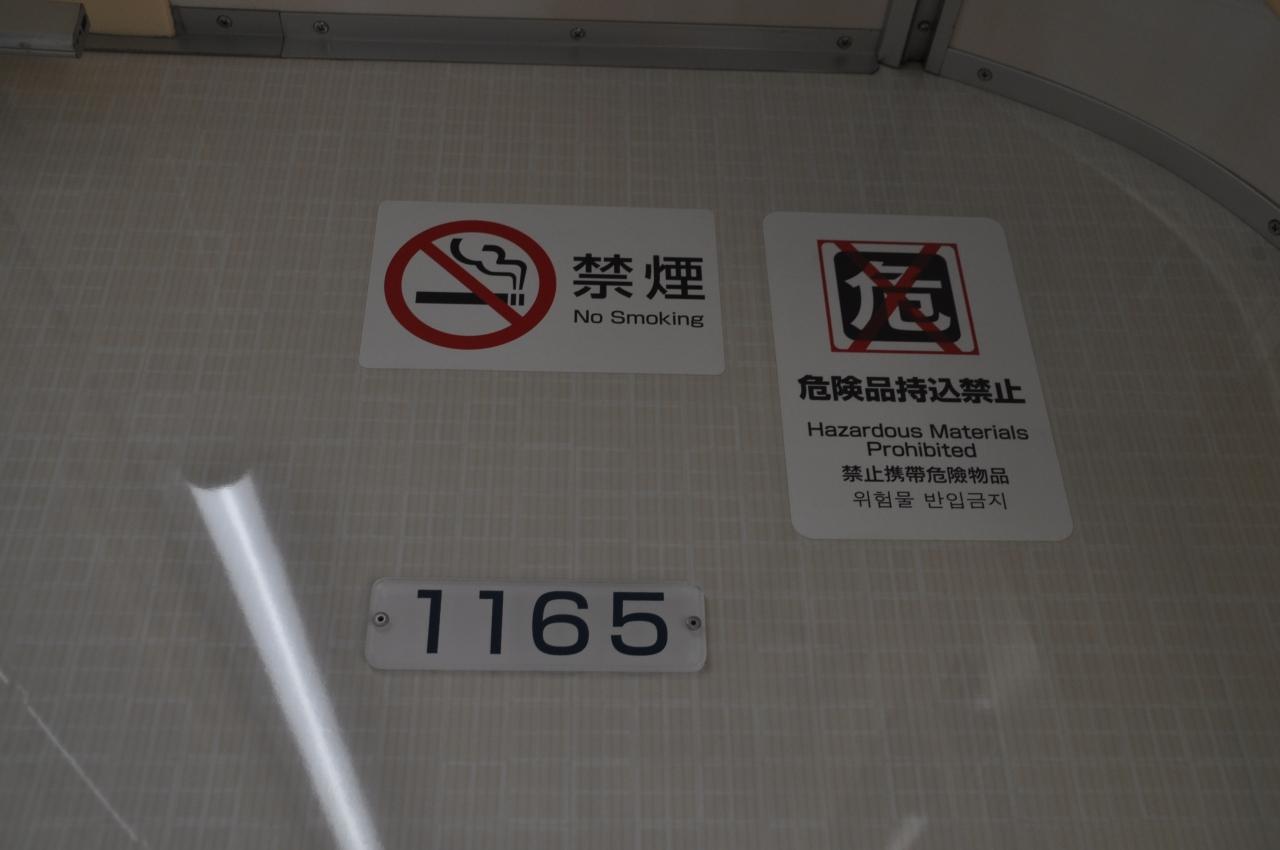 禁煙
No Smoking
危
危険品持込禁止
Hazardous Materials
Prohibited
禁止携帶危險物品
위험물 반입금지
1165